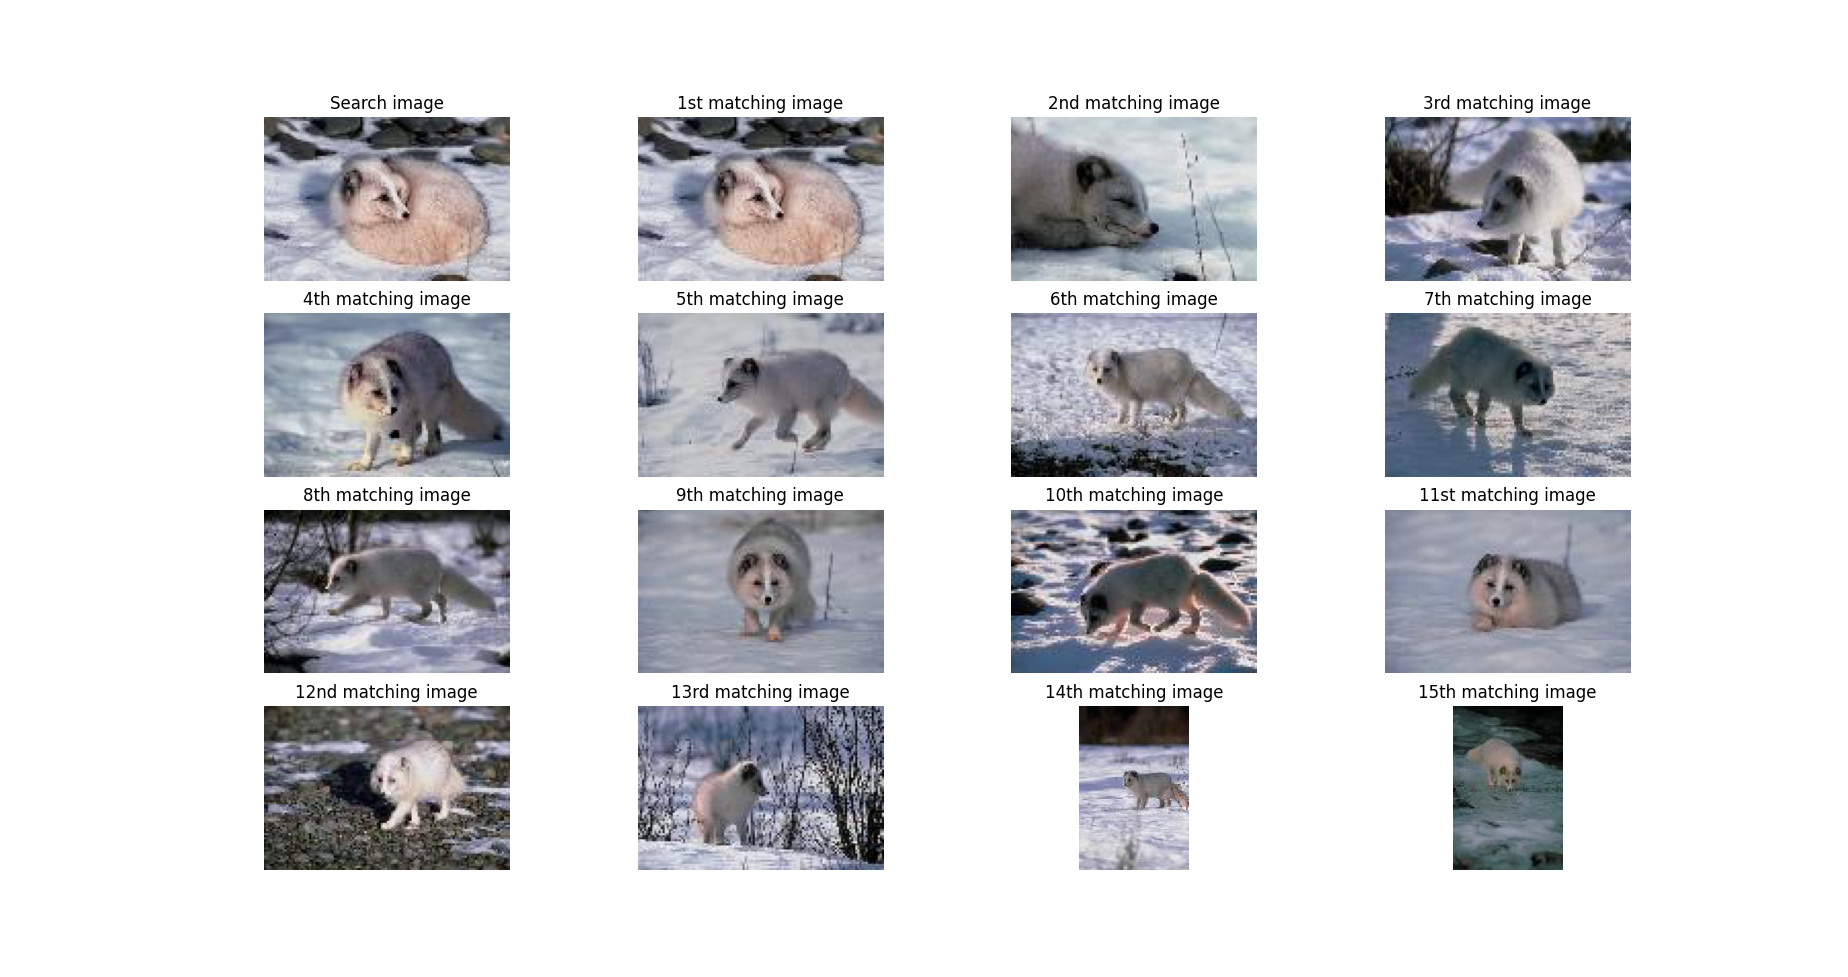 Search image
1st matching image
2nd matching image
3rd matching image
4th matching image
5th matching image
6th matching image
7th matching image
8th matching image
9th matching image
10th matching image
11st matching image
12nd matching image
13rd matching image
14th matching image
15th matching image